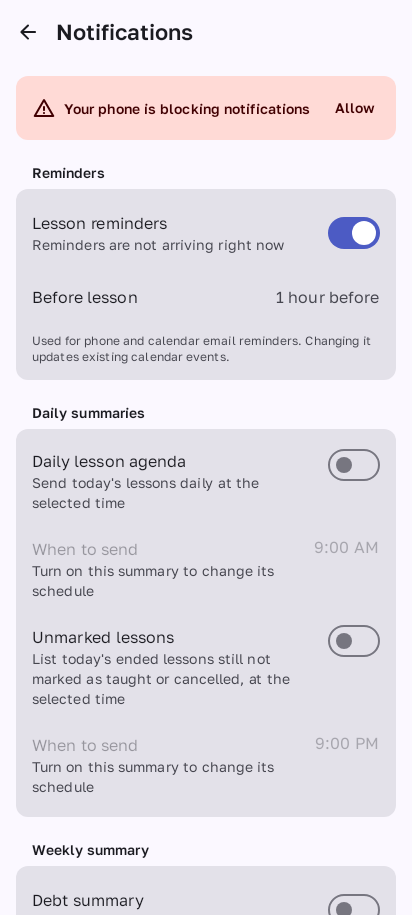 Notifications
Your phone is blocking notifications
Allow
Reminders
Lesson reminders
Reminders are not arriving right now
Before lesson
1 hour before
Used for phone and calendar email reminders. Changing it
updates existing calendar events.
Daily summaries
Daily lesson agenda
Send today's lessons daily at the
selected time
When to send
9:00 AM
Turn on this summary to change its
schedule
Unmarked lessons
List today's ended lessons still not
marked as taught or cancelled, at the
selected time
When to send
9:00 PM
Turn on this summary to change its
schedule
Weekly summary
Debt summary